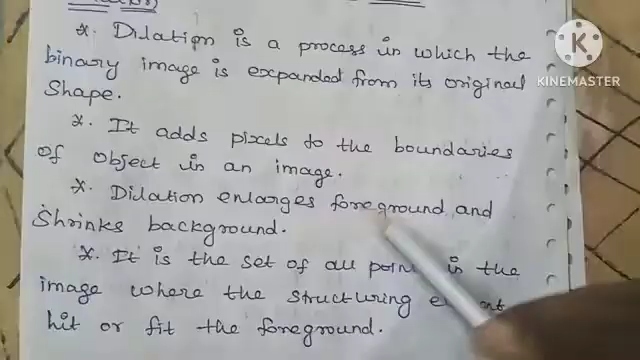 *. Dilation is a process in which the
binary image is expanded from its original
Shape.
*. It adds pixels to the boundaries
of object in an image.
*. Dilation enlarges foreground and
Shrinks background.
*. It is the set of all in the
image where the structuring
hit or fit the foreground.
KINEMASTER